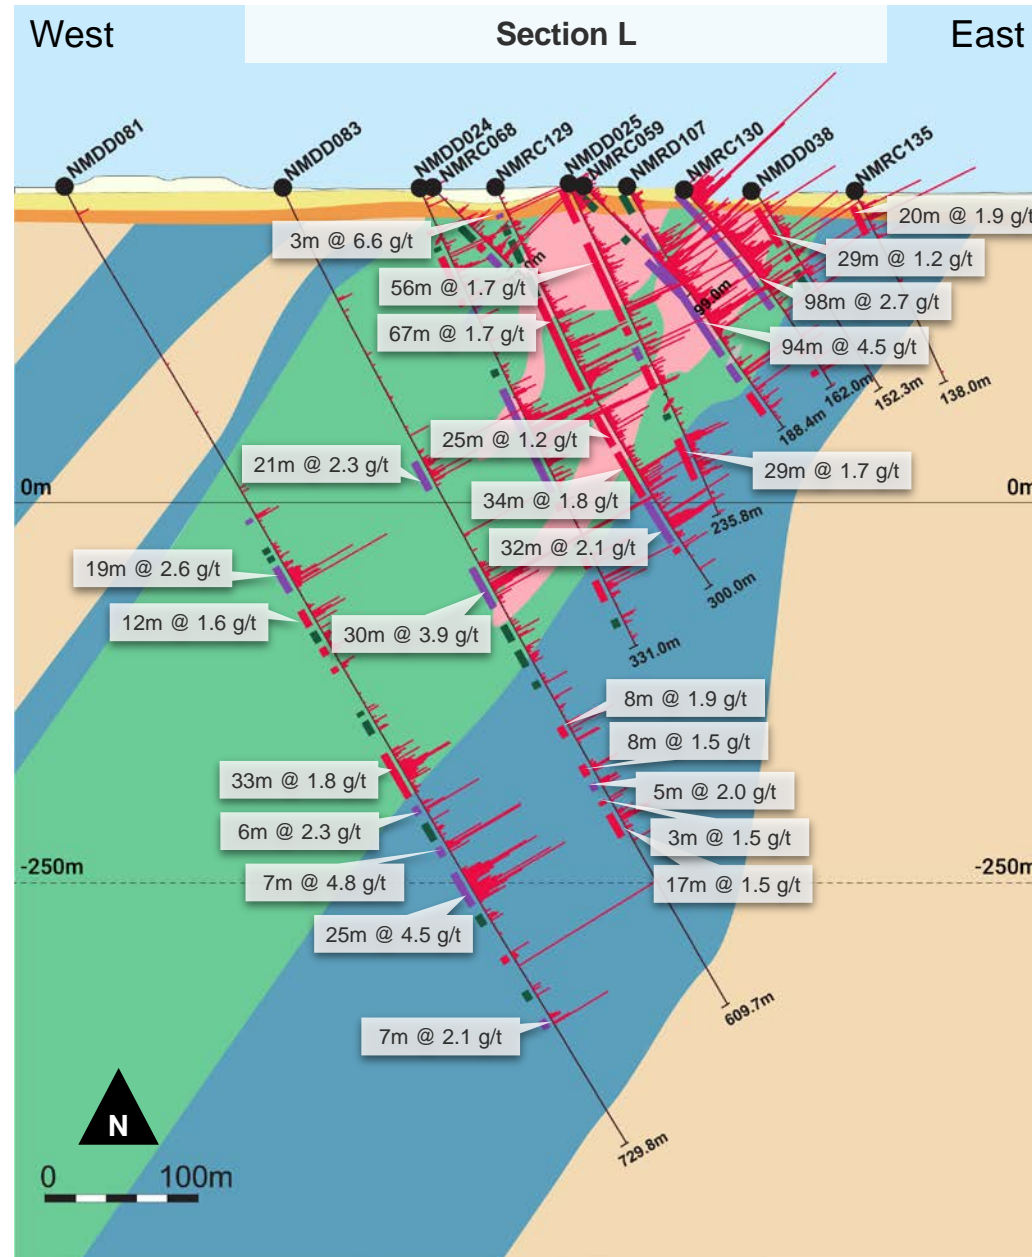 West
Section L
East
NMDD081
NMDD083
NMDD024
NMRC068
NMRC129
NMDD025
NMRC059
NMRD107
NMRC130
NMDD038
NMRC135
20m @ 1.9 g/t
3m @ 6.6 g/t
29m @ 1.2 g/t
56m @ 1.7 g/t
98m @ 2.7 g/t
67m @ 1.7 g/t
99.0m
94m @ 4.5 g/t
162.0m
152.3m
138.0m
188.4m
25m @ 1.2 g/t
21m @ 2.3 g/t
29m @ 1.7 g/t
0m
34m @ 1.8 g/t
0m
235.8m
32m @ 2.1 g/t
19m @ 2.6 g/t
300.0m
12m @ 1.6 g/t
30m @ 3.9 g/t
331.0m
8m @ 1.9 g/t
8m @ 1.5 g/t
33m @ 1.8 g/t
5m @ 2.0 g/t
6m @ 2.3 g/t
3m @ 1.5 g/t
-250m
7m @ 4.8 g/t
17m @ 1.5 g/t
-250m
25m @ 4.5 g/t
609.7m
7m @ 2.1 g/t
N
729.8m
0 100m